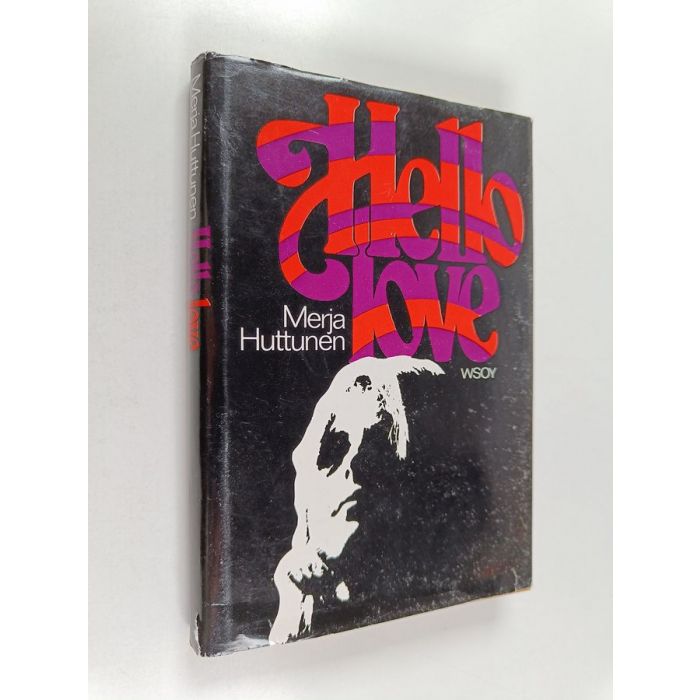 Merja Huttunen
Hello love
Hello
love
Merja
Huttunen
WSOY